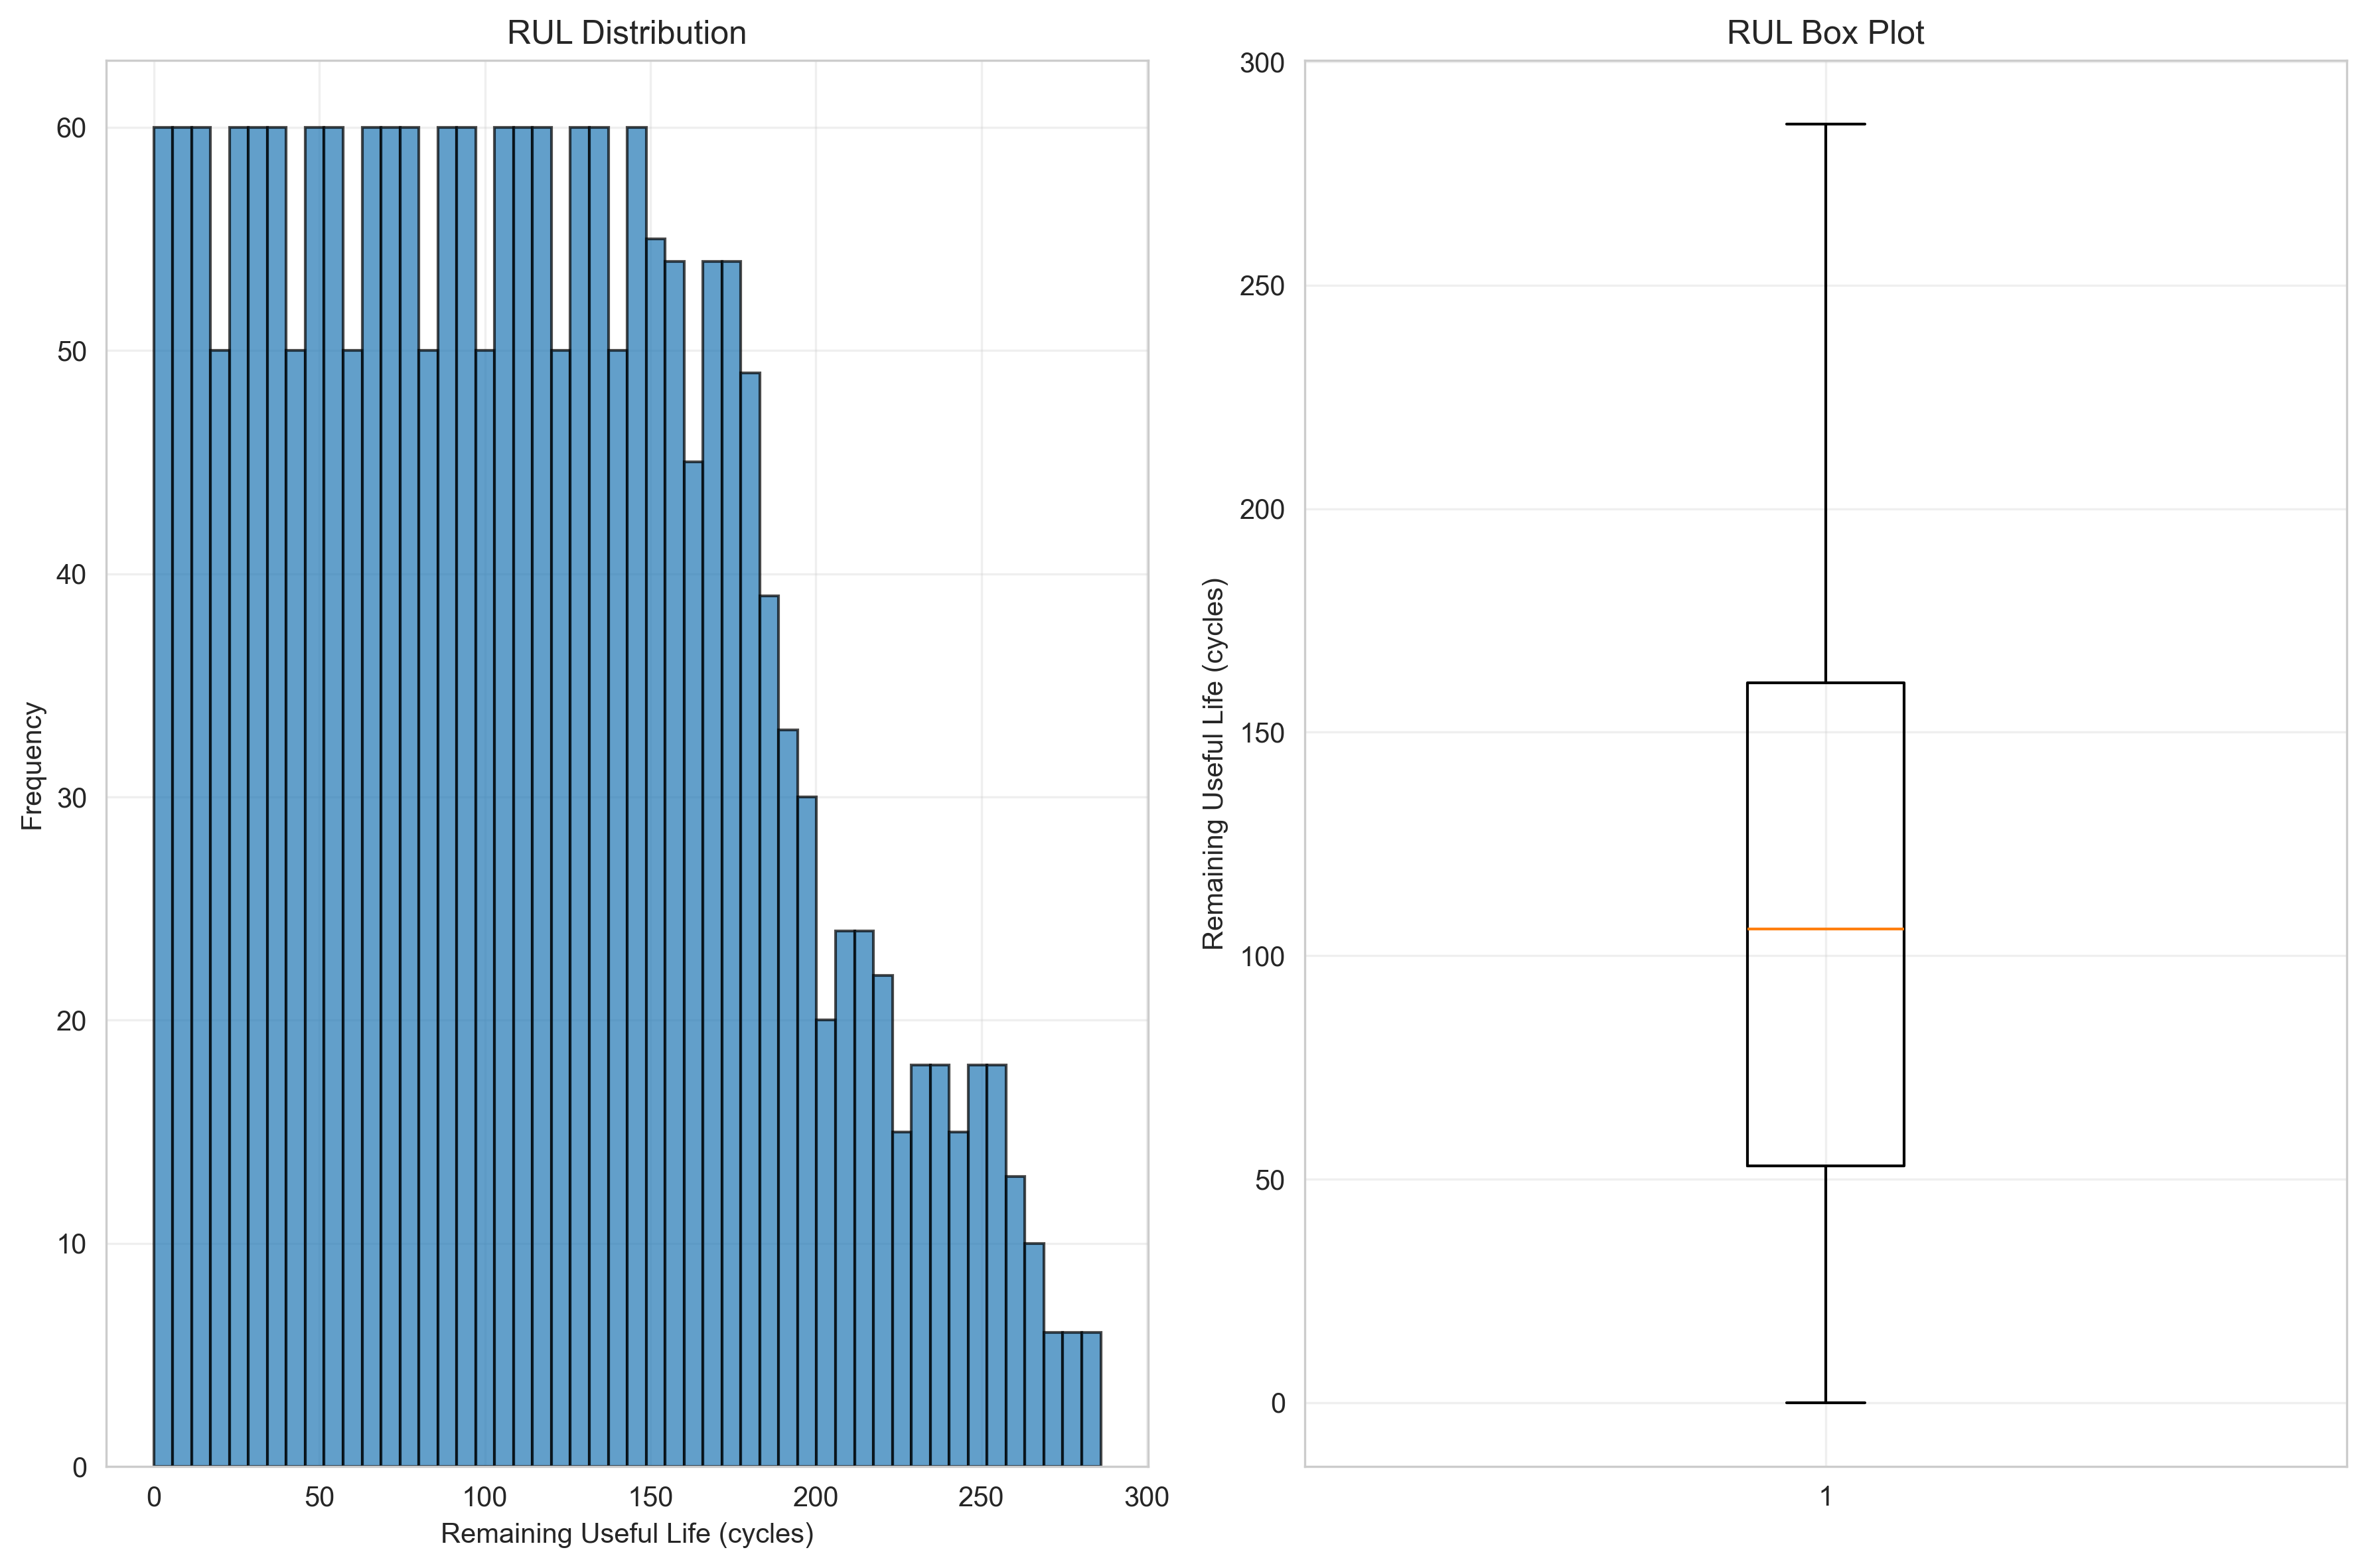 RUL Distribution
60
50
40
30
20
10
0
Frequency
0 50 100 150 200 250 300
Remaining Useful Life (cycles)
RUL Box Plot
300
250
200
150
100
50
0
Remaining Useful Life (cycles)
1